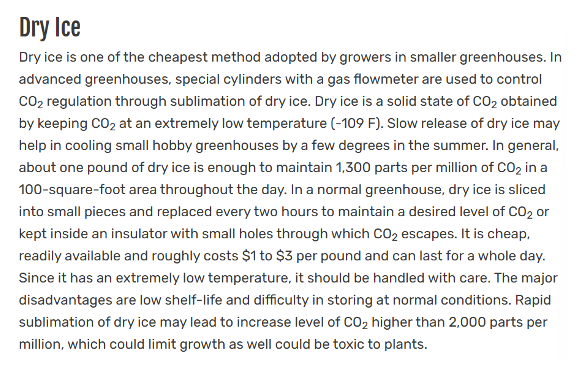 Dry Ice
Dry ice is one of the cheapest method adopted by growers in smaller greenhouses. In
advanced greenhouses, special cylinders with a gas flowmeter are used to control
CO₂ regulation through sublimation of dry ice. Dry ice is a solid state of CO₂ obtained
by keeping CO₂ at an extremely low temperature (-109 F). Slow release of dry ice may
help in cooling small hobby greenhouses by a few degrees in the summer. In general,
about one pound of dry ice is enough to maintain 1,300 parts per million of CO₂ in a
100-square-foot area throughout the day. In a normal greenhouse, dry ice is sliced
into small pieces and replaced every two hours to maintain a desired level of CO₂ or
kept inside an insulator with small holes through which CO₂ escapes. It is cheap,
readily available and roughly costs $1 to $3 per pound and can last for a whole day.
Since it has an extremely low temperature, it should be handled with care. The major
disadvantages are low shelf-life and difficulty in storing at normal conditions. Rapid
sublimation of dry ice may lead to increase level of CO₂ higher than 2,000 parts per
million, which could limit growth as well could be toxic to plants.